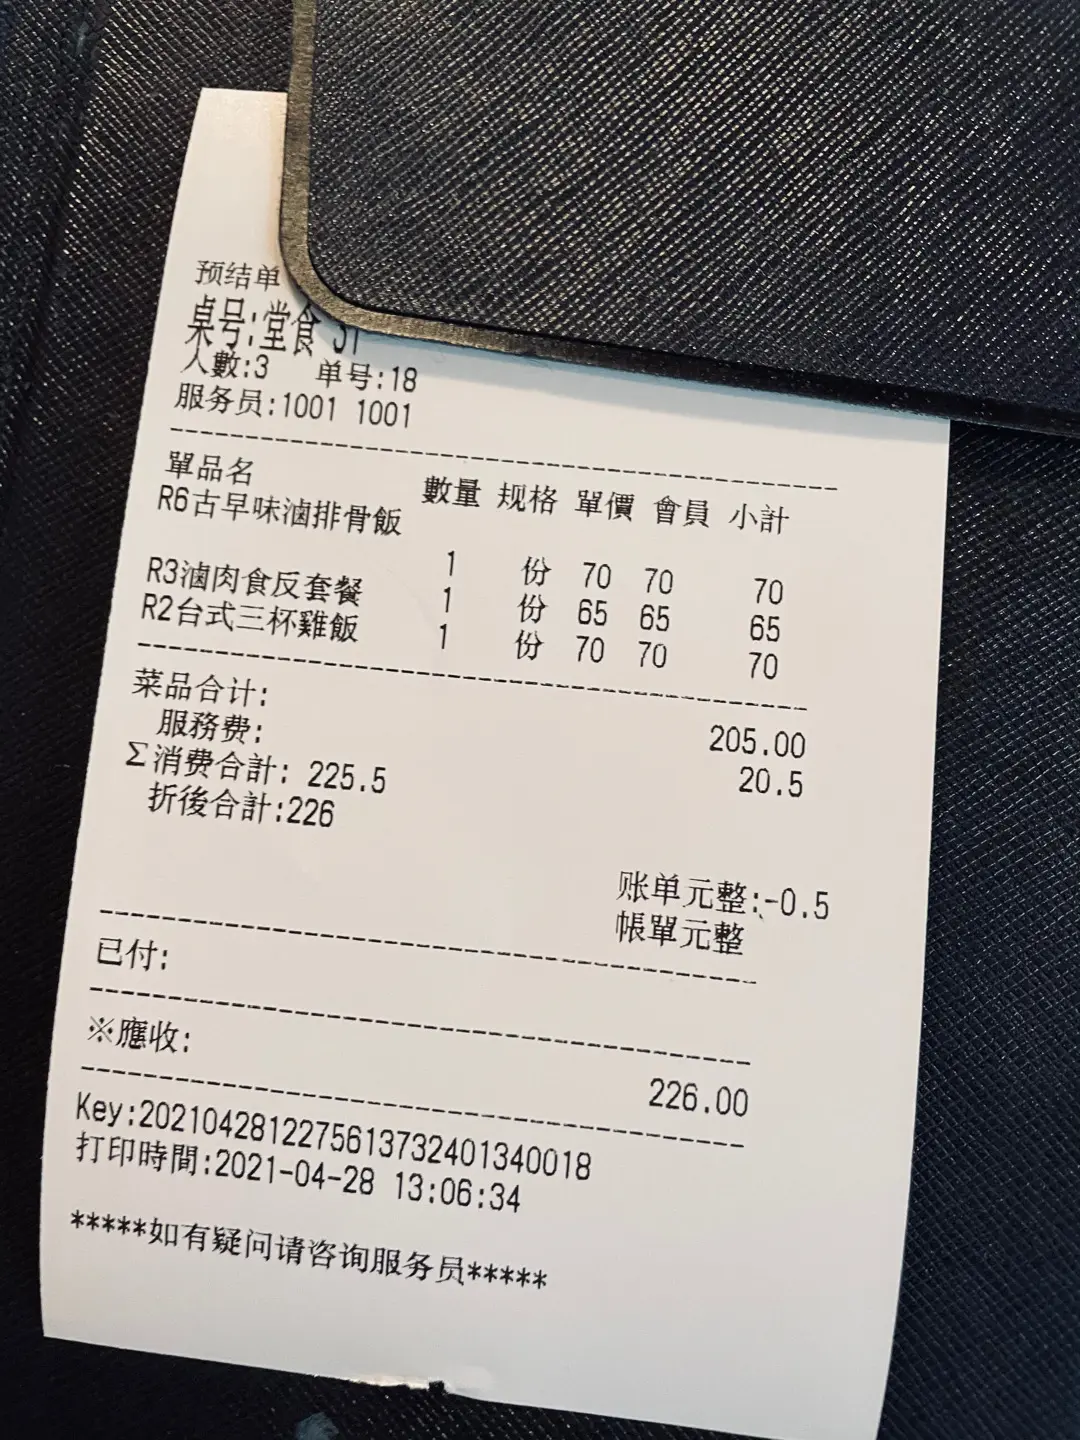 预结单
桌号:堂食
人數:3 单号:18
服务员:1001 1001
單品名 數量 规格 單價 會員 小計
R6古早味滷排骨飯
1 份 70 70 70
R3滷肉食反套餐 1 份 65 65 65
R2台式三杯雞飯 1 份 70 70 70
菜品合计: 205.00
服務费: 20.5
Σ消费合計: 225.5
折後合計:226
账单元整:-0.5
帳單元整
已付:
※應收: 226.00
Key:20210428122756137324013​40018
打印時間:2021-04-28 13:06:34
*****如有疑问请咨询服务员*****